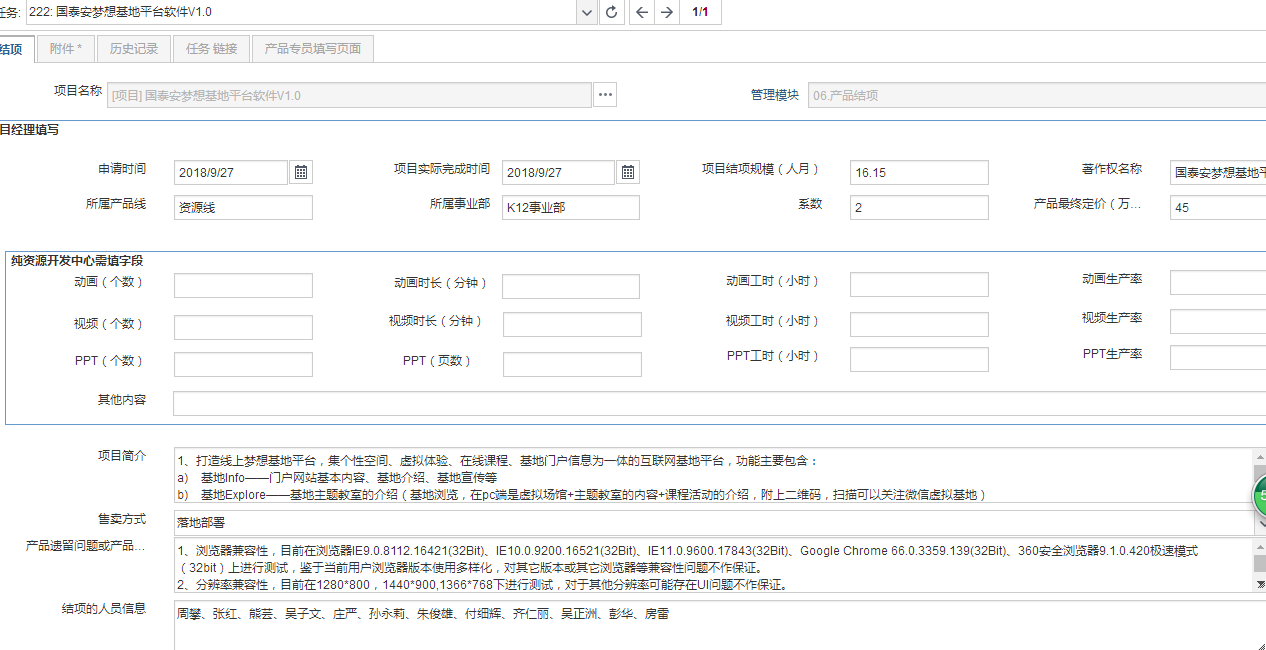 任务: 222: 国泰安梦想基地平台软件V1.0 1/1
结项 附件 * 历史记录 任务 链接 产品专员填写页面
项目名称 [项目] 国泰安梦想基地平台软件V1.0 管理模块 06.产品结项
目经理填写
申请时间 2018/9/27 项目实际完成时间 2018/9/27 项目结项规模（人月） 16.15 著作权名称 国泰安梦想基地平
所属产品线 资源线 所属事业部 K12事业部 系数 2 产品最终定价（万... 45
纯资源开发中心需填字段
动画（个数） 动画时长（分钟） 动画工时（小时） 动画生产率
视频（个数） 视频时长（分钟） 视频工时（小时） 视频生产率
PPT（个数） PPT（页数） PPT工时（小时） PPT生产率
其他内容
项目简介 1、打造线上梦想基地平台，集个性空间、虚拟体验、在线课程、基地门户信息为一体的互联网基地平台，功能主要包含：
a) 基地Info——门户网站基本内容、基地介绍、基地宣传等
b) 基地Explore——基地主题教室的介绍（基地浏览，在pc端是虚拟场馆+主题教室的内容+课程活动的介绍，附上二维码，扫描可以关注微信虚拟基地）
售卖方式 落地部署
产品遗留问题或产品... 1、浏览器兼容性，目前在浏览器IE9.0.8112.16421(32Bit)、IE10.0.9200.16521(32Bit)、IE11.0.9600.17843(32Bit)、Google Chrome 66.0.3359.139(32Bit)、360安全浏览器9.1.0.420极速模式
（32bit）上进行测试，鉴于当前用户浏览器版本使用多样化，对其它版本或其它浏览器等兼容性问题不作保证。
2、分辨率兼容性，目前在1280*800，1440*900,1366*768下进行测试，对于其他分辨率可能存在UI问题不作保证。
结项的人员信息 周攀、张红、熊芸、吴子文、庄严、孙永莉、朱俊雄、付细辉、齐仁丽、吴正洲、彭华、房雷